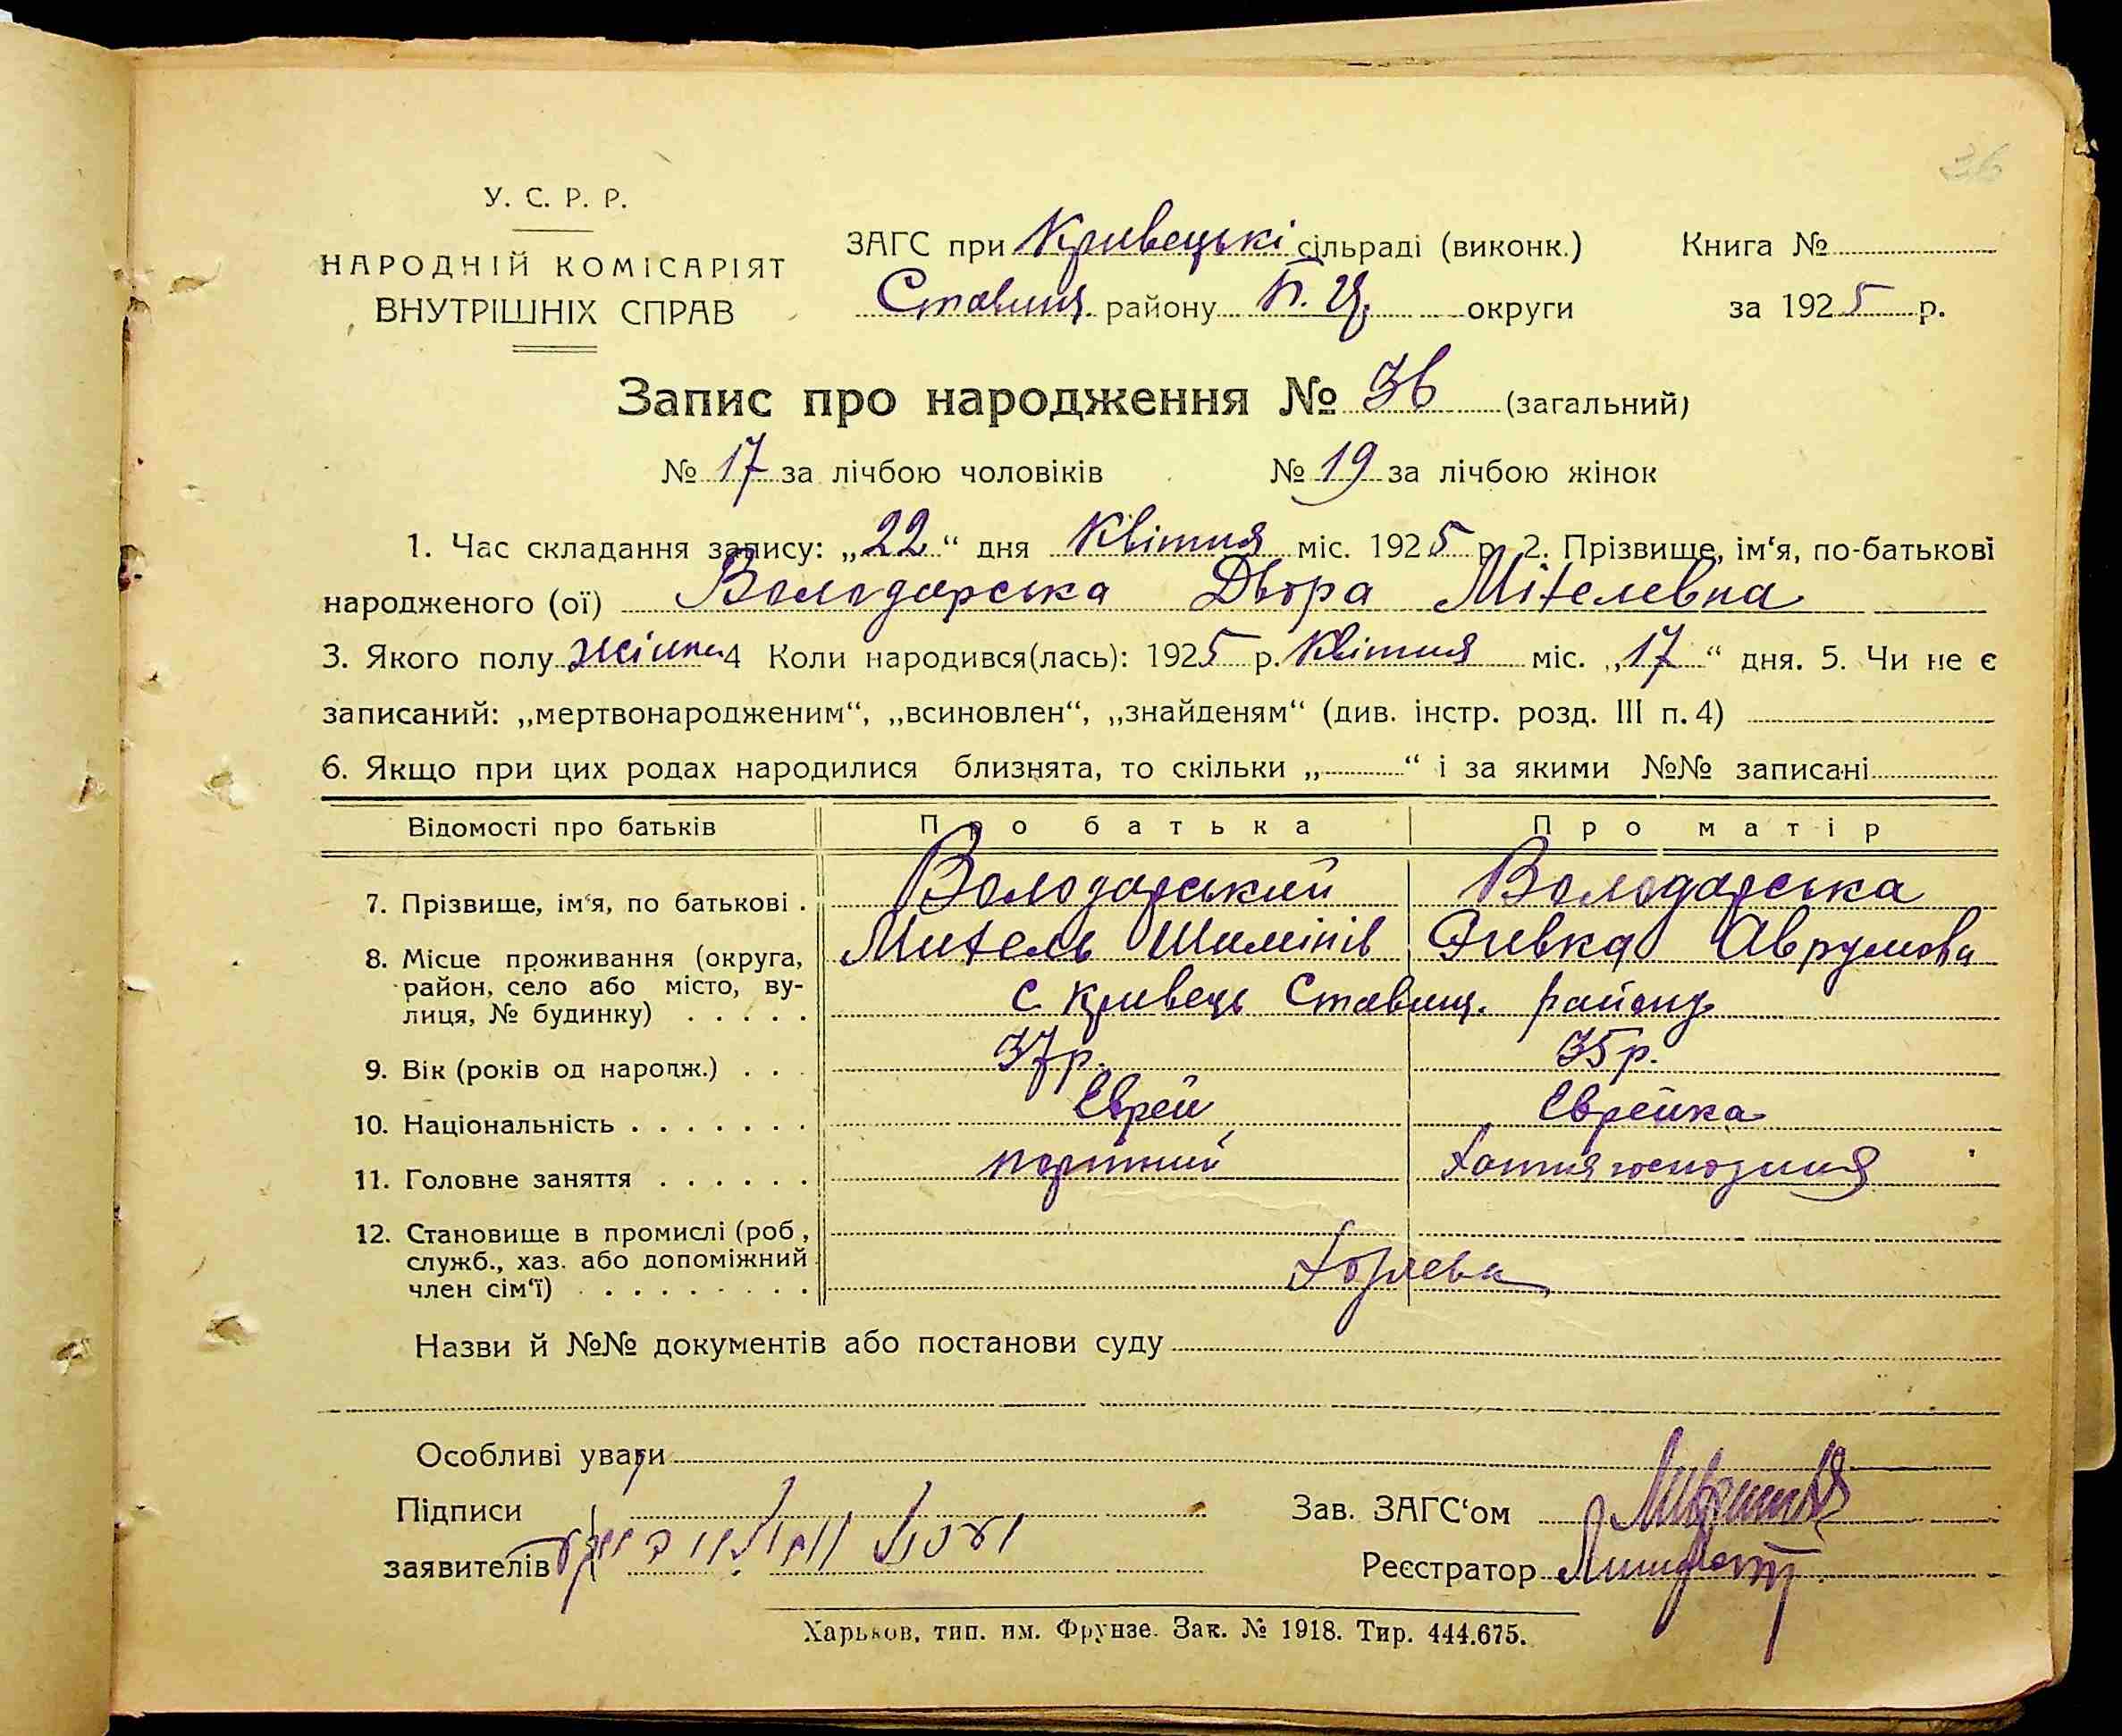 36
У. С. Р. Р.
НАРОДНІЙ КОМІСАРІЯТ
ВНУТРІШНІХ СПРАВ
ЗАГС при Кривецькі сільраді (виконк.)
Ставищ. району Б. Ц. округи
Книга №
за 1925 р.
Запис про народження № 36 (загальний)
№ 17 за лічбою чоловіків № 19 за лічбою жінок
1. Час складання запису: „22“ дня Квітня міс. 1925 р. 2. Прізвище, ім‘я, по-батькові
народженого (ої) Володарська Двора Мітелевна
3. Якого полу жіноч. 4 Коли народився(лась): 1925 р. Квітня міс. „17“ дня. 5. Чи не є
записаний: „мертвонародженим“, „всиновлен“, „знайденям“ (див. інстр. розд. III п. 4)
6. Якщо при цих родах народилися близнята, то скільки „ “ і за якими №№ записані
Відомості про батьків Про батька Про матір
7. Прізвище, ім‘я, по батькові . Володарський Володарська
8. Місце проживання (округа, Мительь Шимінів Ривка Аврумова
район, село або місто, ву- с. Кривець Ставищ. району
лиця, № будинку) . . . . .
9. Вік (років од народж.) . . . 37 р. 35 р.
10. Національність . . . . . . . Еврей Еврейка
11. Головне заняття . . . . . . портний хатня господиня
12. Становище в промислі (роб,
служб., хаз. або допоміжний
член сім‘ї) . . . . . . . .
Назви й №№ документів або постанови суду
Особливі уваги
Підписи
заявителів
Зав. ЗАГС‘ом
Реєстратор
Харьков, тип. им. Фрунзе. Зак. № 1918. Тир. 444.675.